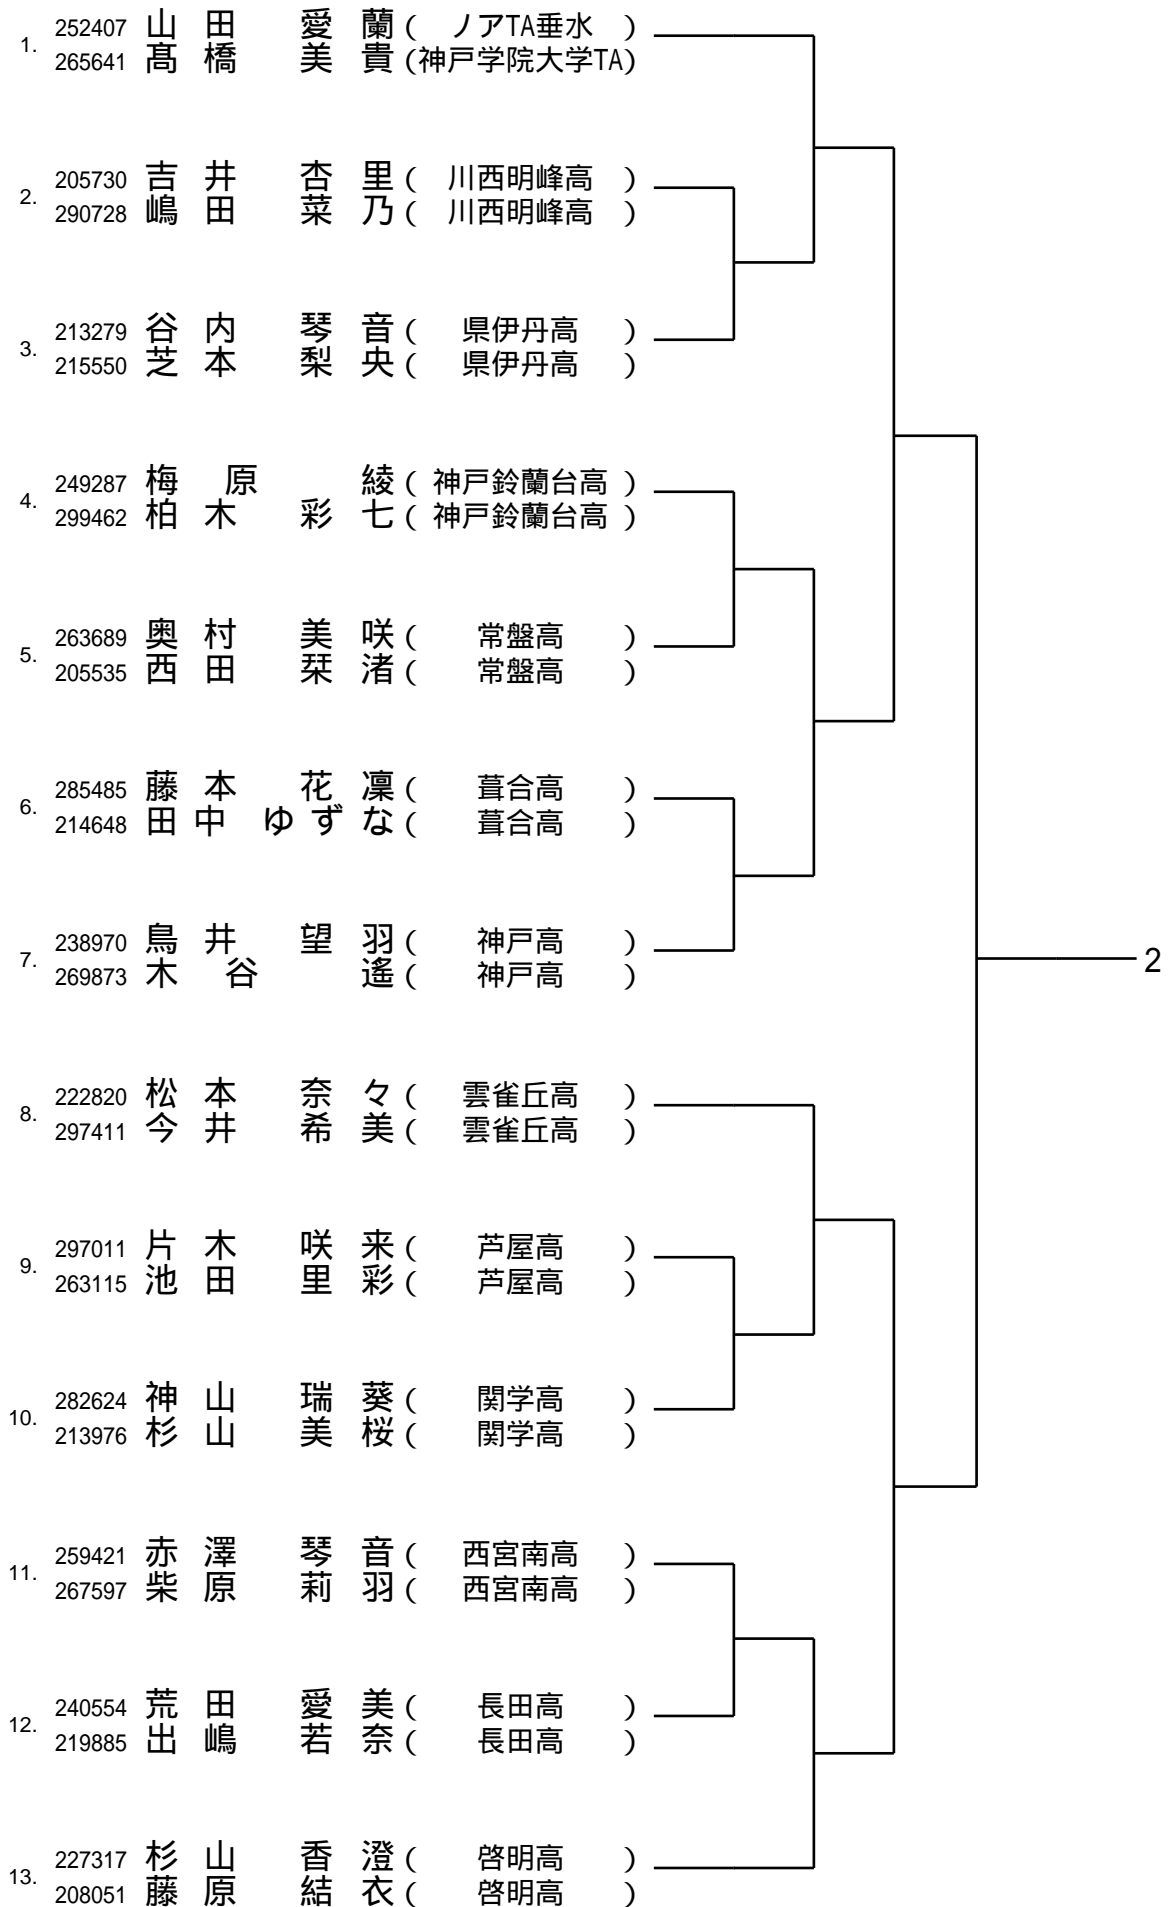 1. 252407 山田 愛蘭 ( ノアTA垂水 )
265641 髙橋 美貴 (神戸学院大学TA)
2. 205730 吉井 杏里 ( 川西明峰高 )
290728 嶋田 菜乃 ( 川西明峰高 )
3. 213279 谷内 琴音 ( 県伊丹高 )
215550 芝本 梨央 ( 県伊丹高 )
4. 249287 梅原 綾 ( 神戸鈴蘭台高 )
299462 柏木 彩七 ( 神戸鈴蘭台高 )
5. 263689 奥村 美咲 ( 常盤高 )
205535 西田 栞渚 ( 常盤高 )
6. 285485 藤本 花凜 ( 葺合高 )
214648 田中 ゆずな ( 葺合高 )
7. 238970 鳥井 望羽 ( 神戸高 )
269873 木谷 遙 ( 神戸高 )
2
8. 222820 松本 奈々 ( 雲雀丘高 )
297411 今井 希美 ( 雲雀丘高 )
9. 297011 片木 咲来 ( 芦屋高 )
263115 池田 里彩 ( 芦屋高 )
10. 282624 神山 瑞葵 ( 関学高 )
213976 杉山 美桜 ( 関学高 )
11. 259421 赤澤 琴音 ( 西宮南高 )
267597 柴原 莉羽 ( 西宮南高 )
12. 240554 荒田 愛美 ( 長田高 )
219885 出嶋 若奈 ( 長田高 )
13. 227317 杉山 香澄 ( 啓明高 )
208051 藤原 結衣 ( 啓明高 )